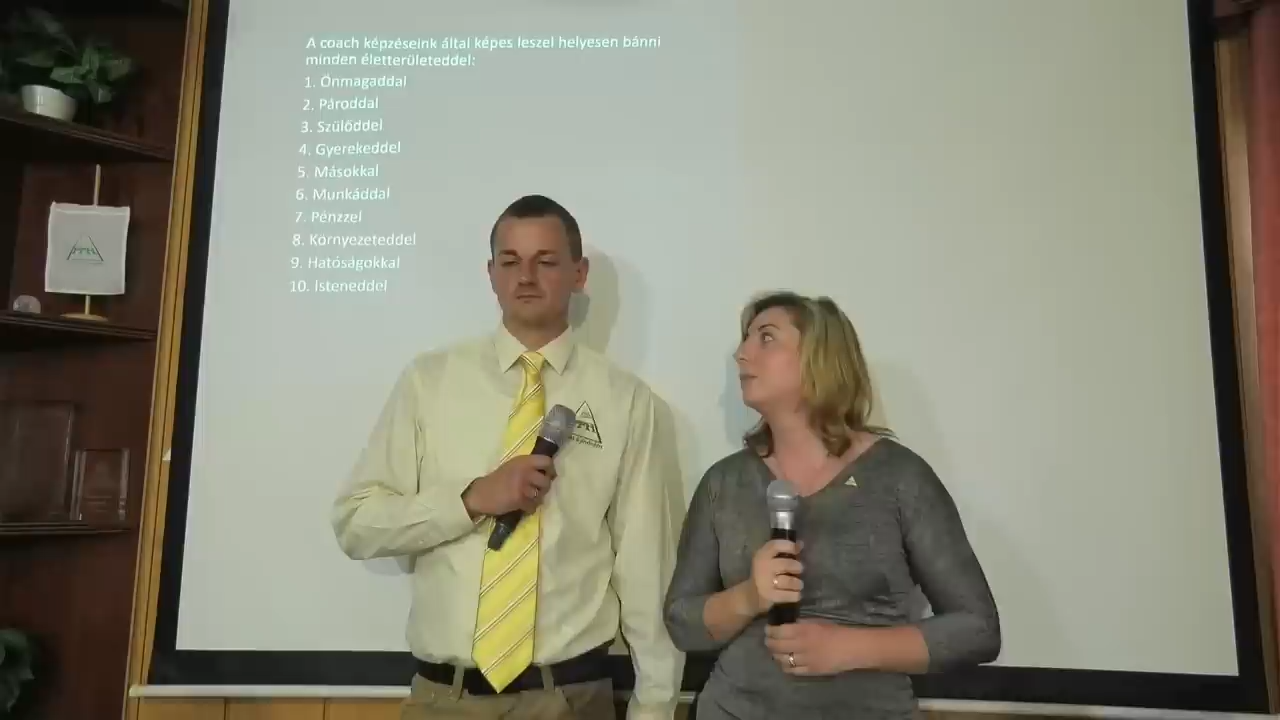 A coach képzéseink által képes leszel helyesen bánni
minden életterületeddel:
1. Önmagaddal
2. Pároddal
3. Szülőddel
4. Gyerekeddel
5. Másokkal
6. Munkáddal
7. Pénzzel
8. Környezeteddel
9. Hatóságokkal
10. Isteneddel